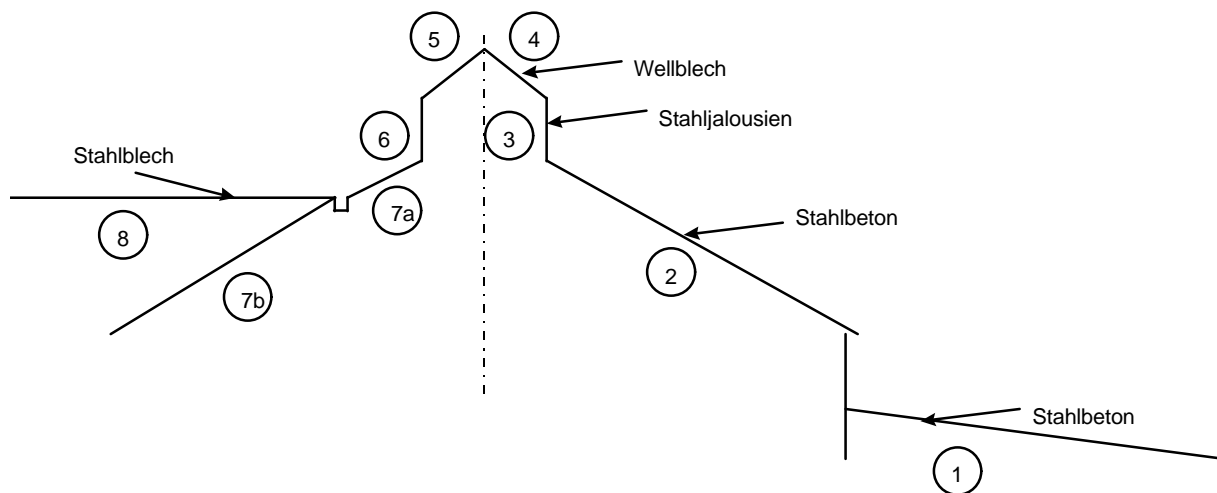 5
4
Wellblech
Stahljalousien
6
3
Stahlblech
7a
Stahlbeton
8
2
7b
Stahlbeton
1